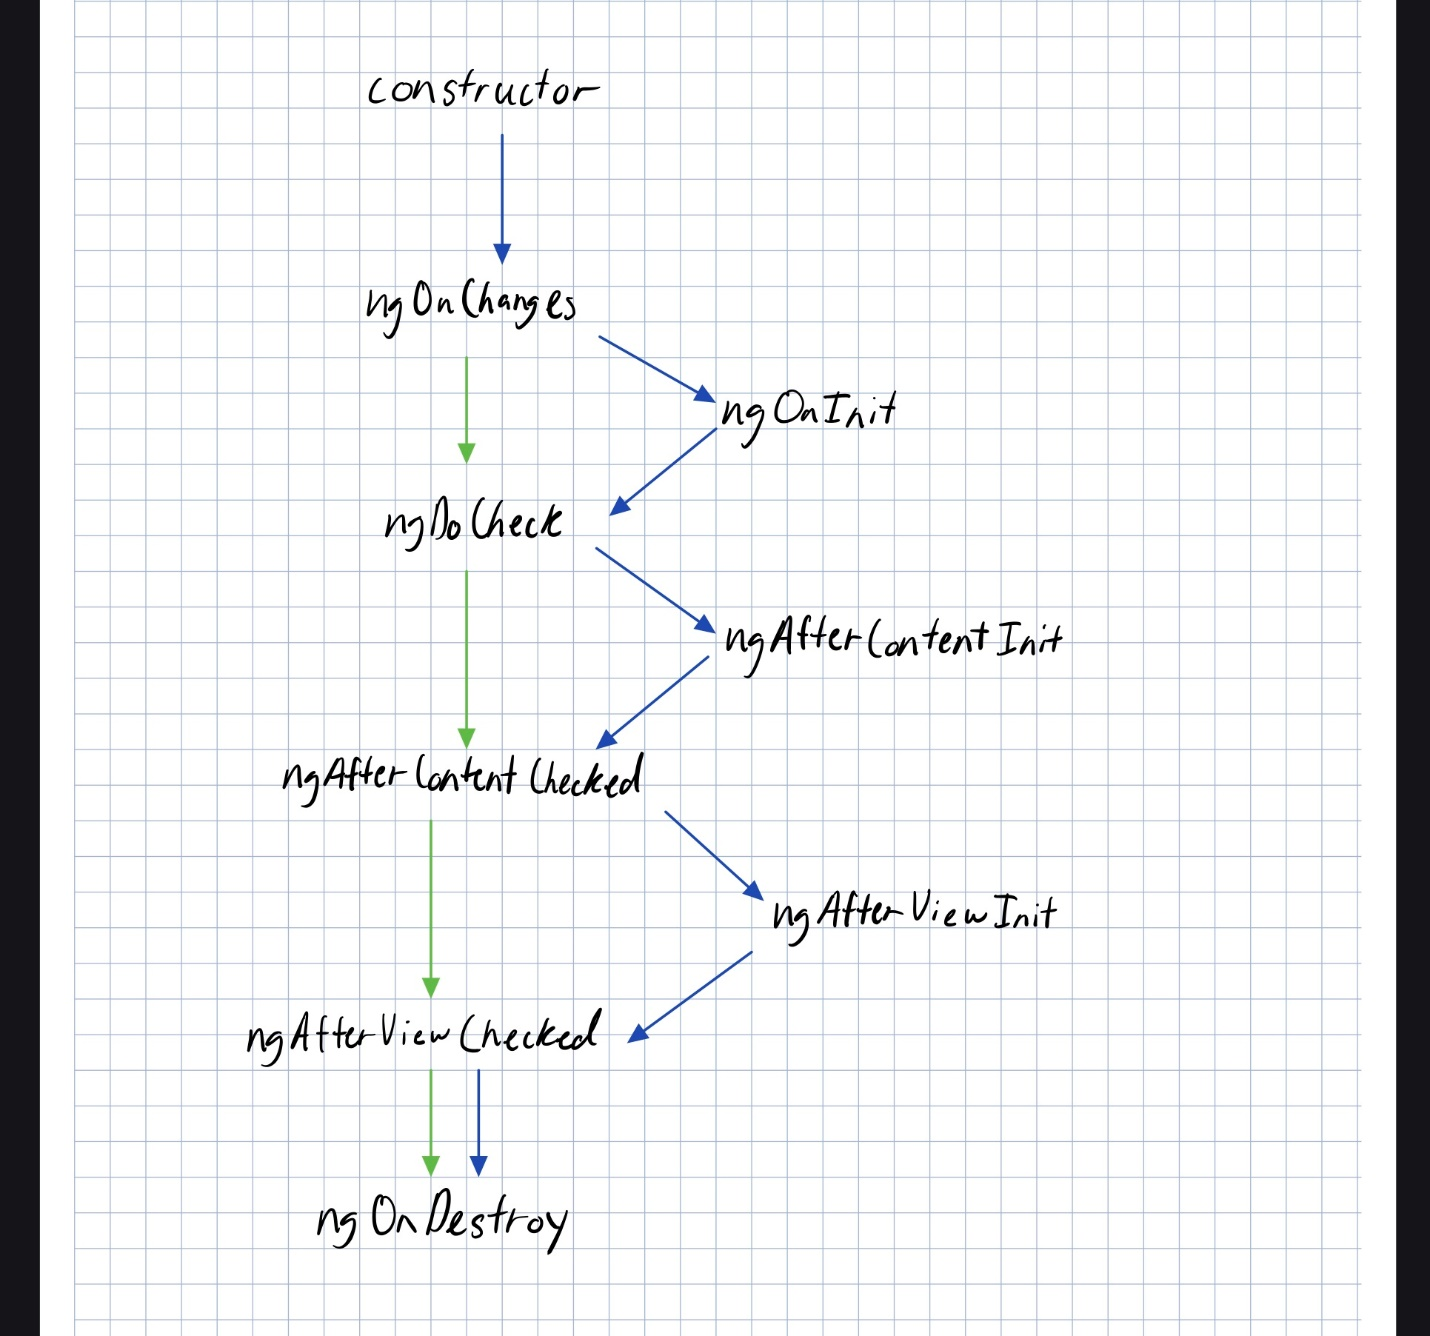 constructor
ngOnChanges
ngOnInit
ngDoCheck
ngAfterContentInit
ngAfterContentChecked
ngAfterViewInit
ngAfterViewChecked
ngOnDestroy